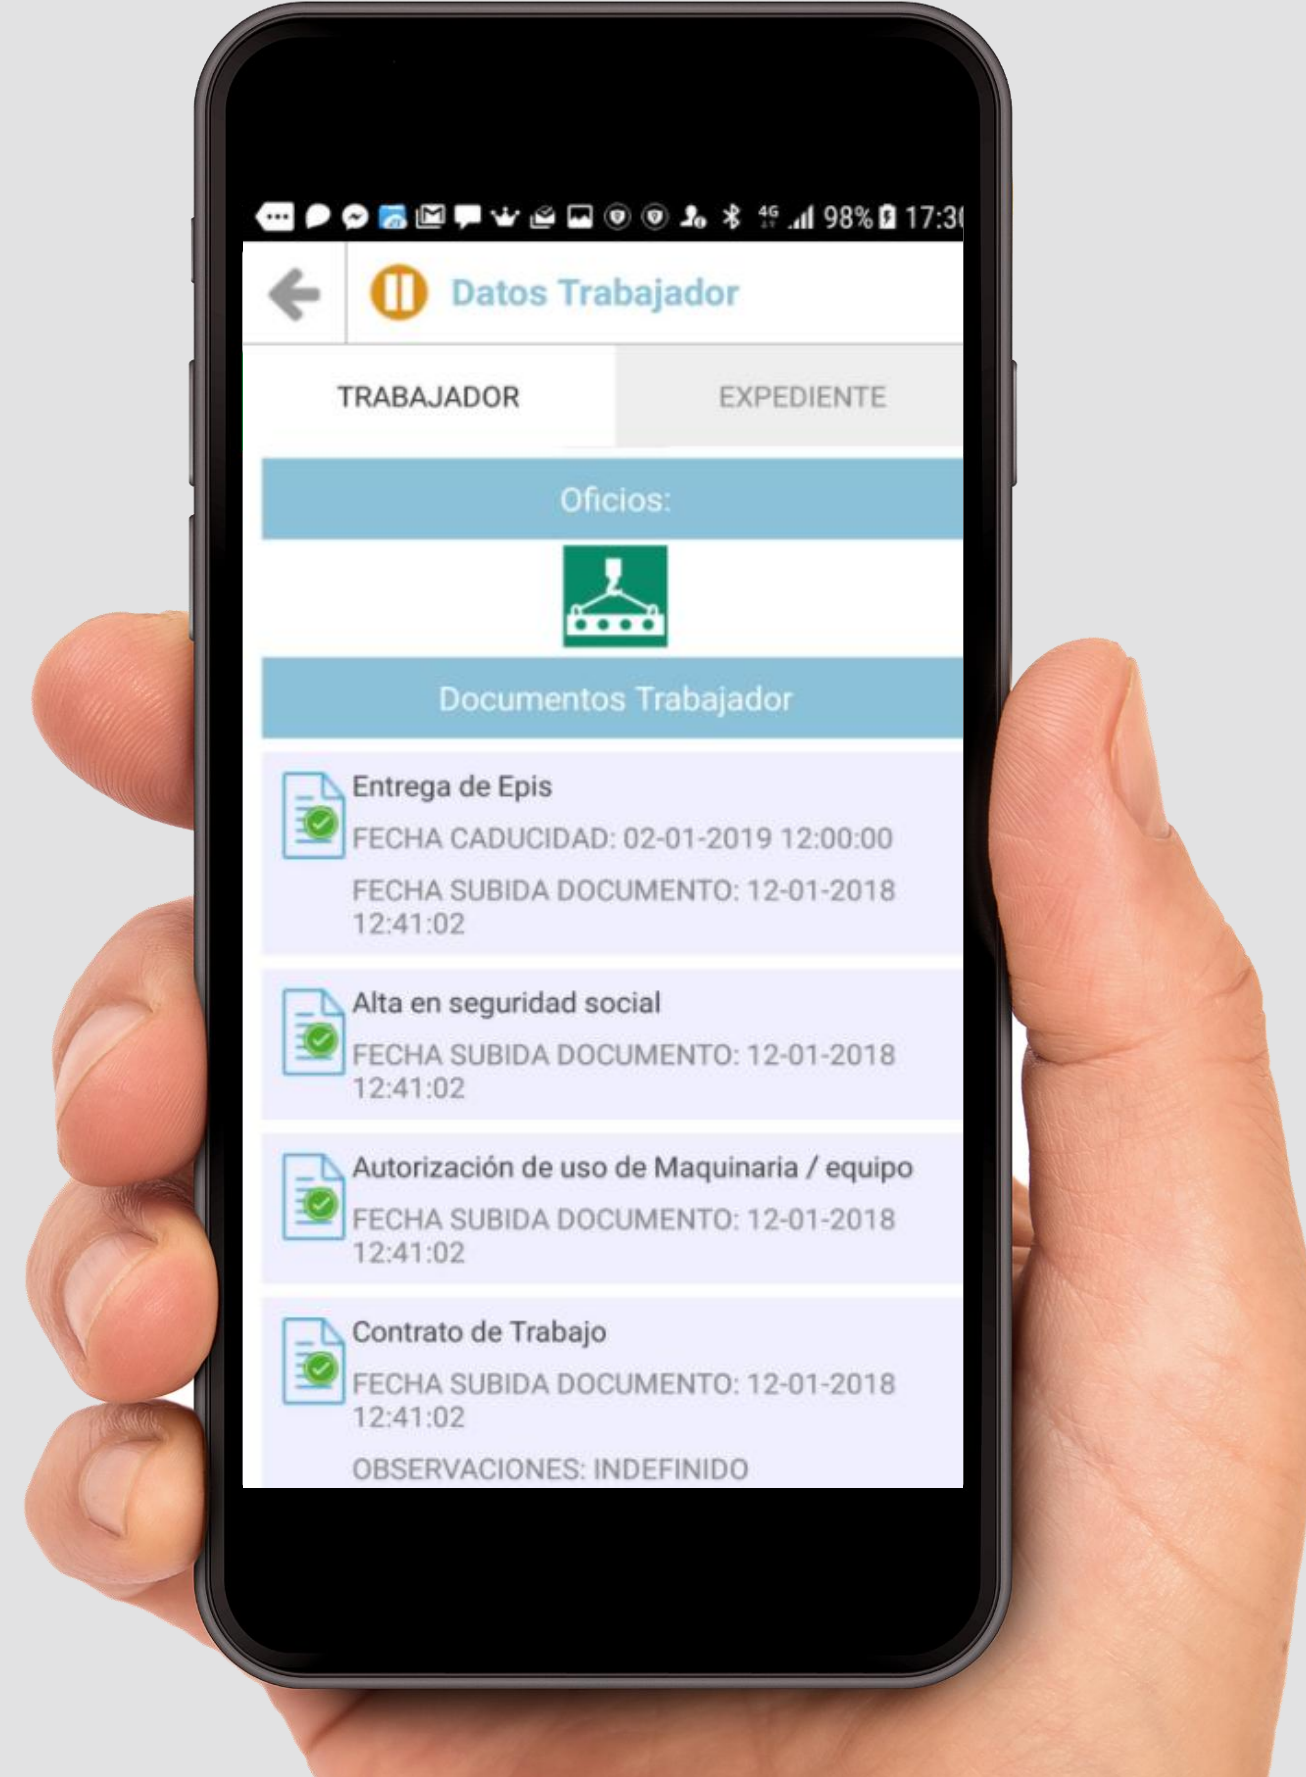 4G 98% 17:30
Datos Trabajador
TRABAJADOR EXPEDIENTE
Oficios:
Documentos Trabajador
Entrega de Epis
FECHA CADUCIDAD: 02-01-2019 12:00:00
FECHA SUBIDA DOCUMENTO: 12-01-2018
12:41:02
Alta en seguridad social
FECHA SUBIDA DOCUMENTO: 12-01-2018
12:41:02
Autorización de uso de Maquinaria / equipo
FECHA SUBIDA DOCUMENTO: 12-01-2018
12:41:02
Contrato de Trabajo
FECHA SUBIDA DOCUMENTO: 12-01-2018
12:41:02
OBSERVACIONES: INDEFINIDO